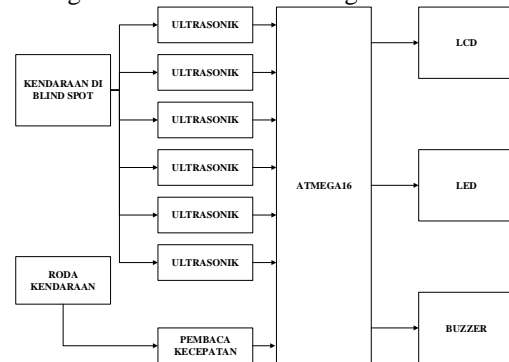 ULTRASONIK
LCD
KENDARAAN DI
BLIND SPOT
ULTRASONIK
ULTRASONIK
ULTRASONIK
ATMEGA16
LED
ULTRASONIK
ULTRASONIK
RODA
KENDARAAN
PEMBACA
KECEPATAN
BUZZER